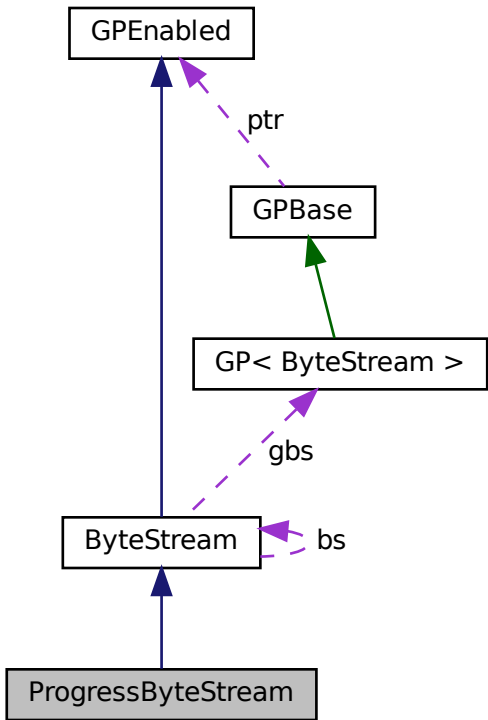 GPEnabled
ptr
GPBase
GP< ByteStream >
gbs
ByteStream
bs
ProgressByteStream